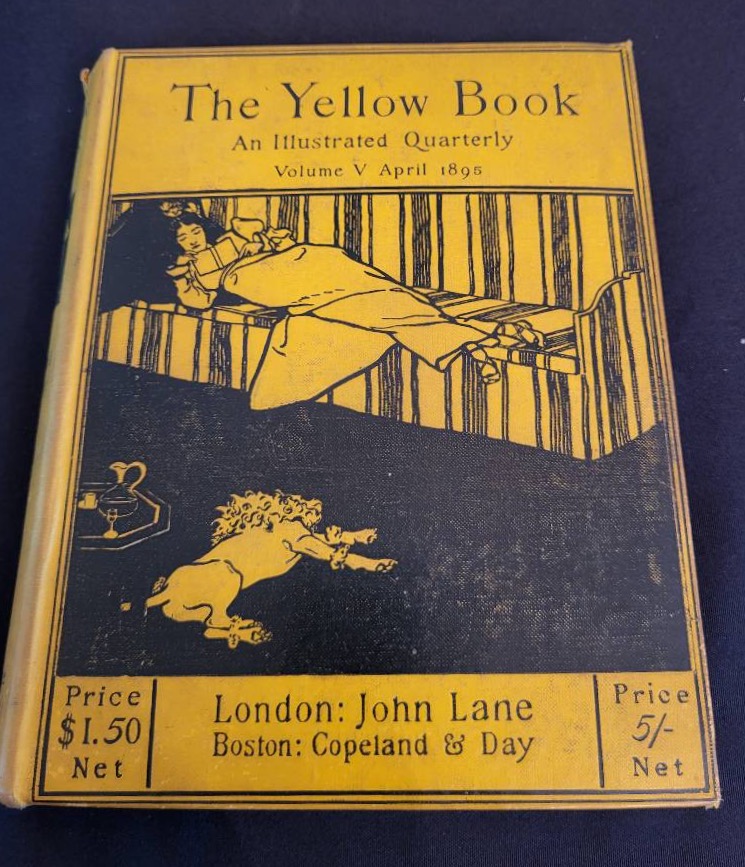 The Yellow Book
An Illustrated Quarterly
Volume V April 1895
Price
$1.50
Net
London: John Lane
Boston: Copeland & Day
Price
5/-
Net